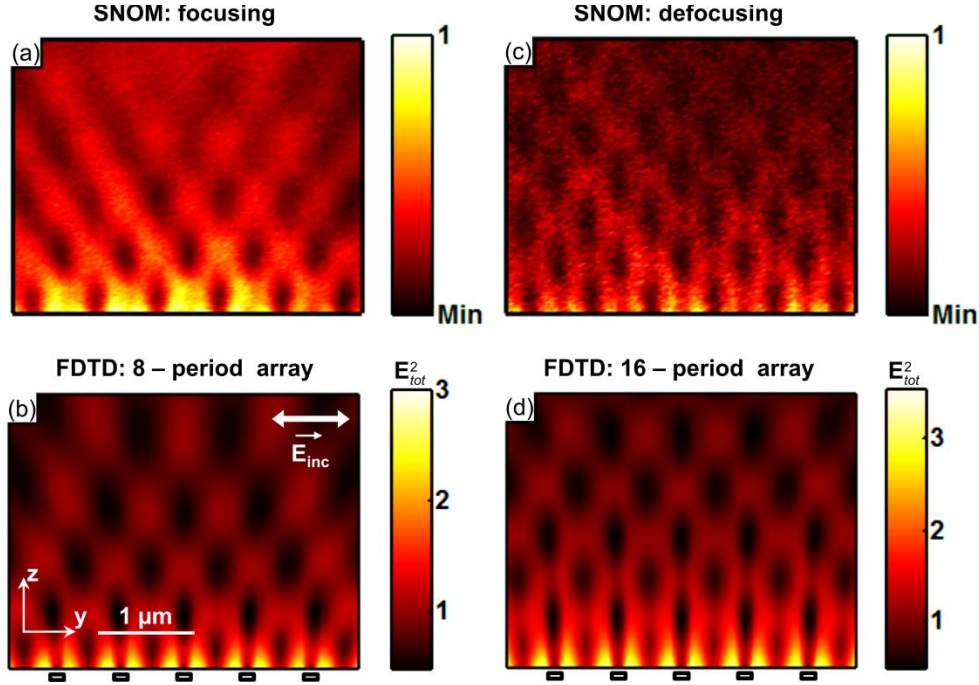 SNOM: focusing
(a)
1
Min
SNOM: defocusing
(c)
1
Min
FDTD: 8 – period array
(b)
E²tot
3
2
1
Einc
z
y
1 µm
FDTD: 16 – period array
(d)
E²tot
3
2
1